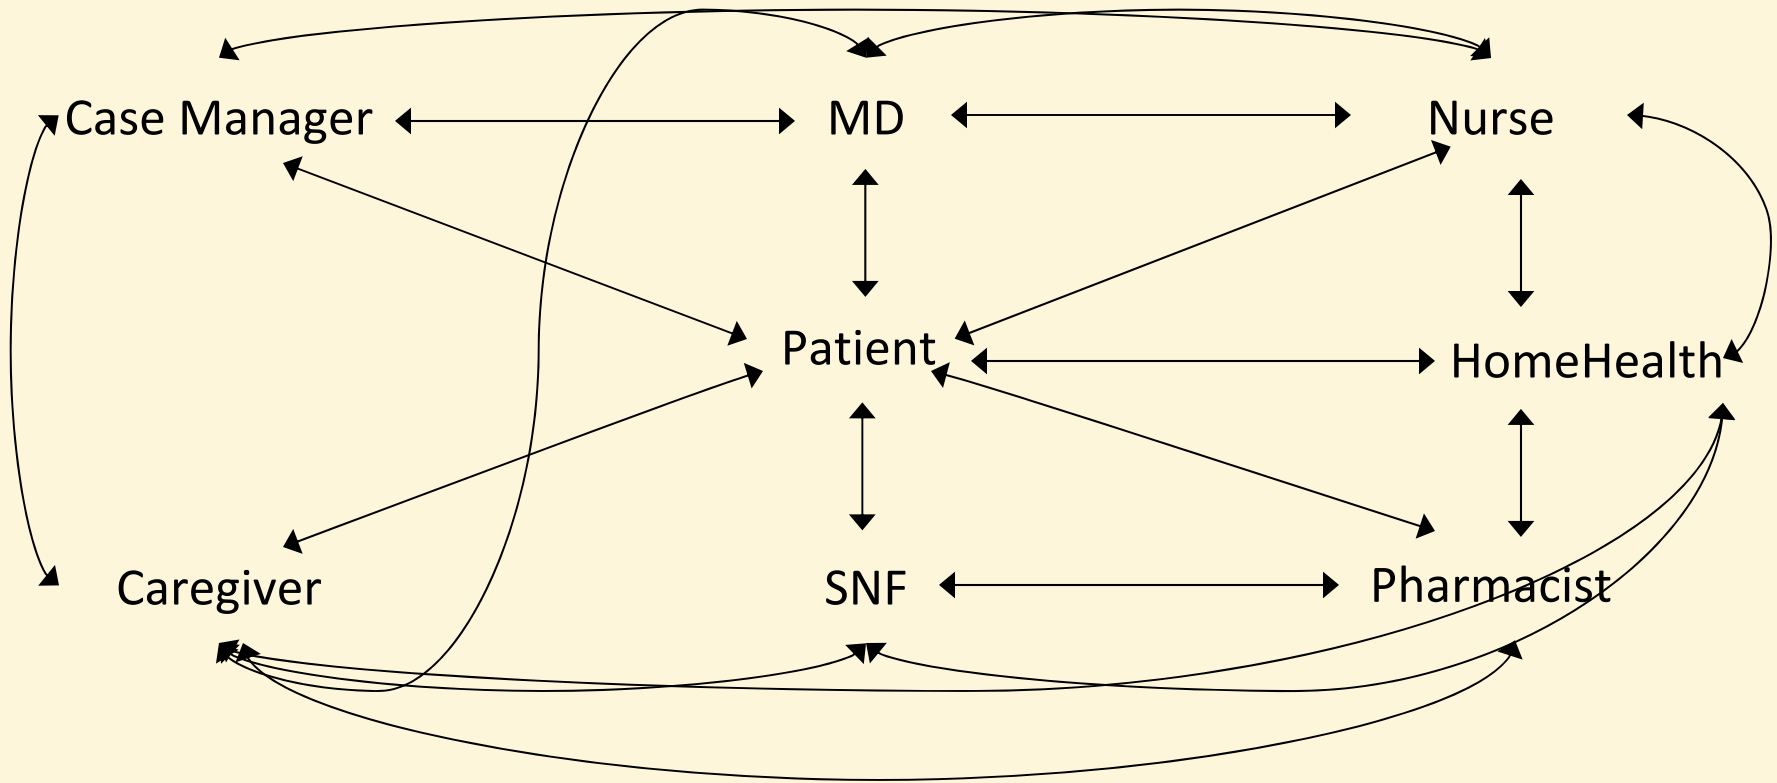 Case Manager
MD
Nurse
Patient
HomeHealth
Caregiver
SNF
Pharmacist